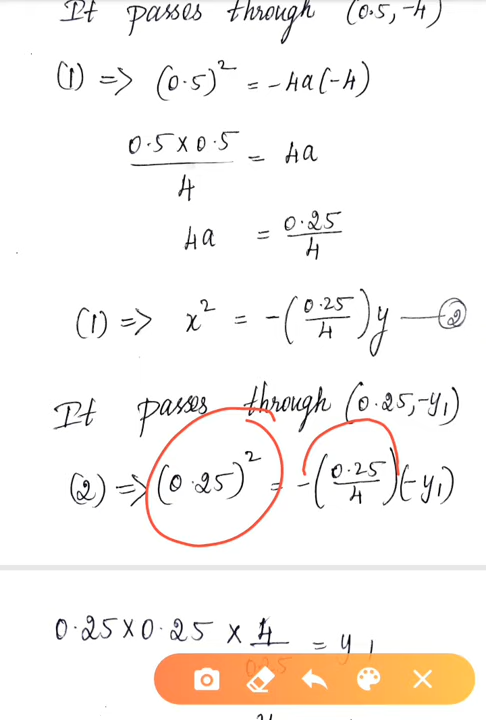 It passes through (0.5, -4)
(1) => (0.5)² = -4a(-4)
0.5 x 0.5 / 4 = 4a
4a = 0.25 / 4
(1) => x² = -(0.25/4)y — ②
It passes through (0.25, -y₁)
(2) => (0.25)² = -(0.25/4)(-y₁)
0.25 x 0.25 x 4 / 0.25 = y₁